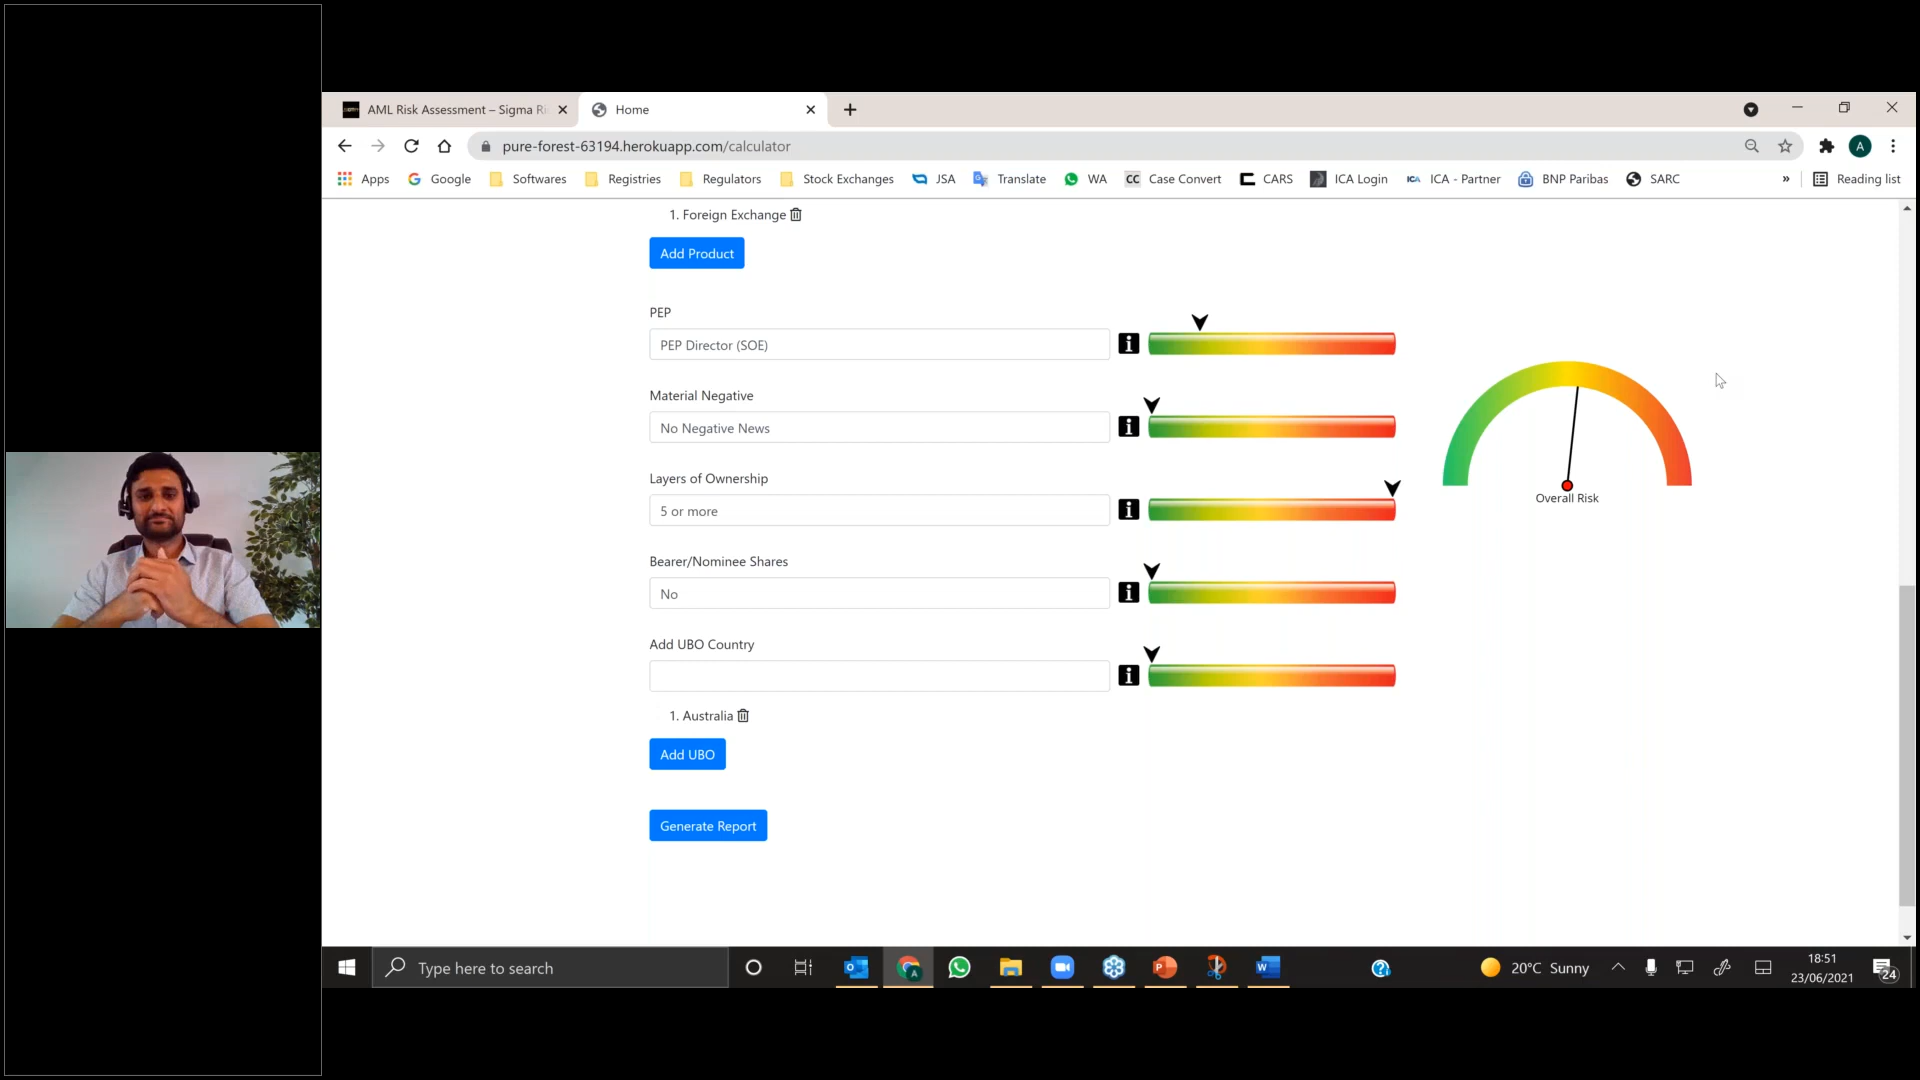 AML Risk Assessment – Sigma Ri
Home
pure-forest-63194.herokuapp.com/calculator
A
Apps Google Softwares Registries Regulators Stock Exchanges JSA Translate WA CC Case Convert CARS ICA Login ICA ICA - Partner BNP Paribas SARC » Reading list
1. Foreign Exchange
Add Product
PEP
PEP Director (SOE)
Material Negative
No Negative News
Layers of Ownership
5 or more
Overall Risk
Bearer/Nominee Shares
No
Add UBO Country
1. Australia
Add UBO
Generate Report
Type here to search
20°C Sunny
18:51
23/06/2021
24